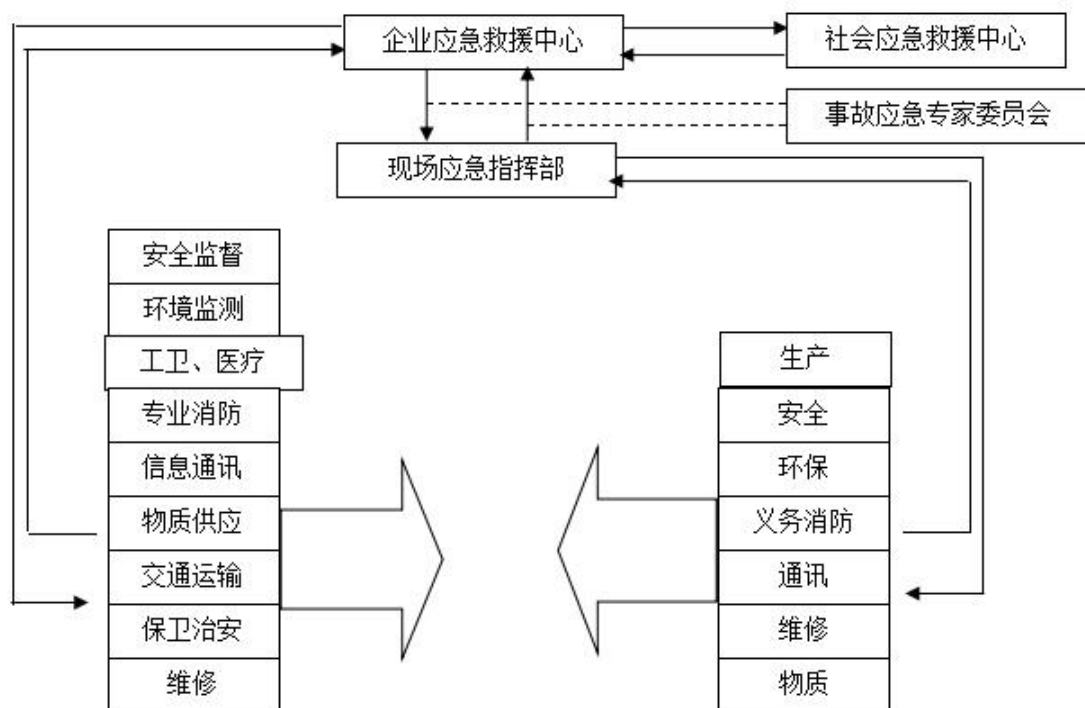 企业应急救援中心
社会应急救援中心
事故应急专家委员会
现场应急指挥部
安全监督
环境监测
工卫、医疗
专业消防
信息通讯
物质供应
交通运输
保卫治安
维修
生产
安全
环保
义务消防
通讯
维修
物质